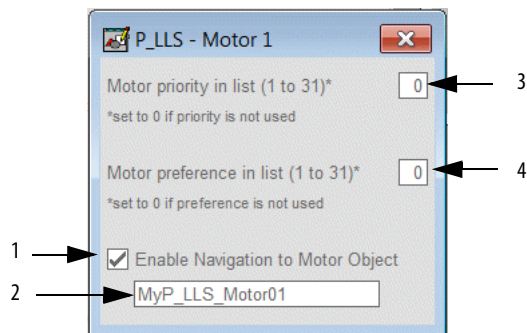 P_LLS - Motor 1
Motor priority in list (1 to 31)* 0 3
*set to 0 if priority is not used
Motor preference in list (1 to 31)* 0 4
*set to 0 if preference is not used
1 Enable Navigation to Motor Object
2 MyP_LLS_Motor01